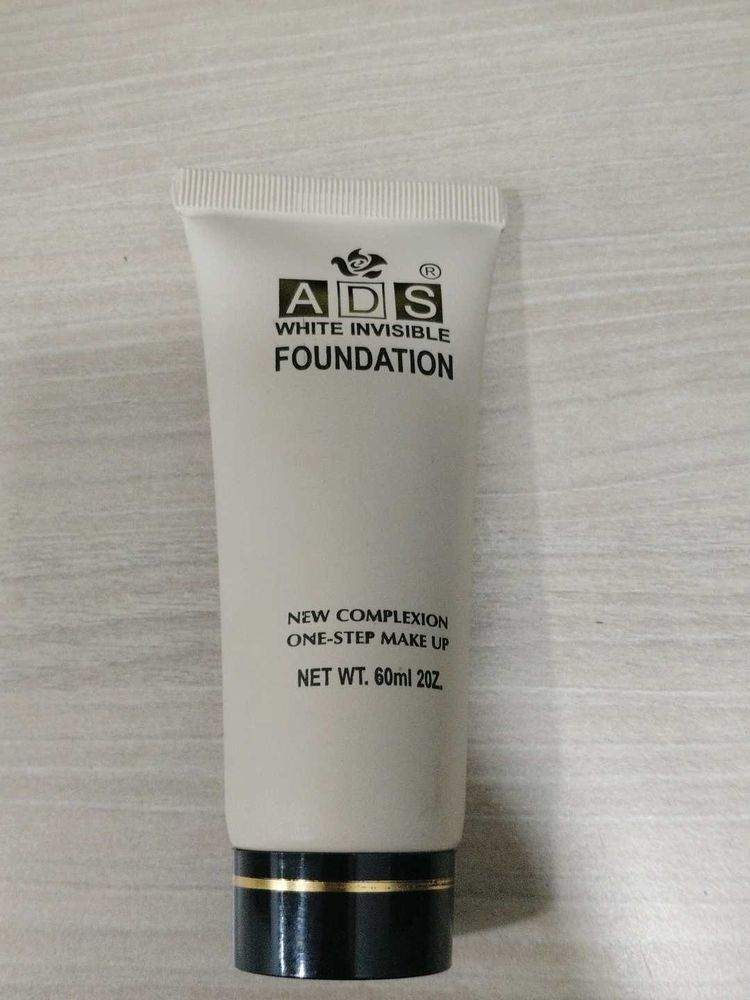 ADS ®
WHITE INVISIBLE
FOUNDATION
NEW COMPLEXION
ONE-STEP MAKE UP
NET WT. 60ml 2OZ.